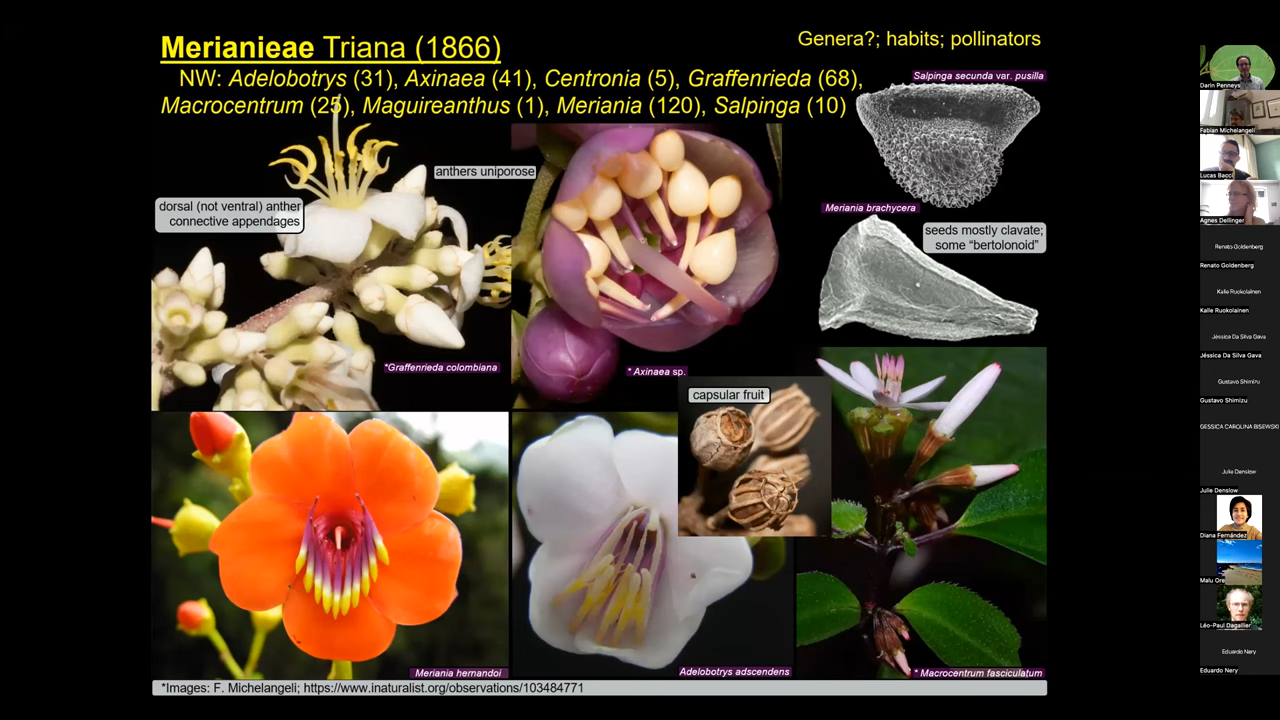 Merianieae Triana (1866)
Genera?; habits; pollinators
NW: Adelobotrys (31), Axinaea (41), Centronia (5), Graffenrieda (68),
Macrocentrum (25), Maguireanthus (1), Meriania (120), Salpinga (10)
Salpinga secunda var. pusilla
anthers uniporose
dorsal (not ventral) anther
connective appendages
Meriania brachycera
seeds mostly clavate;
some “bertolonoid”
*Graffenrieda colombiana
* Axinaea sp.
capsular fruit
Meriania hernandoi
Adelobotrys adscendens
* Macrocentrum fasciculatum
*Images: F. Michelangeli; https://www.inaturalist.org/observations/103484771
Darin Penneys
Fabian Michelangeli
Lucas Bacci
Agnes Dellinger
Renato Goldenberg
Renato Goldenberg
Kalle Ruokolainen
Kalle Ruokolainen
Jéssica Da Silva Gava
Jéssica Da Silva Gava
Gustavo Shimizu
Gustavo Shimizu
GESSICA CAROLINA BISEWSKI
Julie Denslow
Julie Denslow
Diana Fernández
Malu Ore
Léo-Paul Dagallier
Eduardo Nery
Eduardo Nery